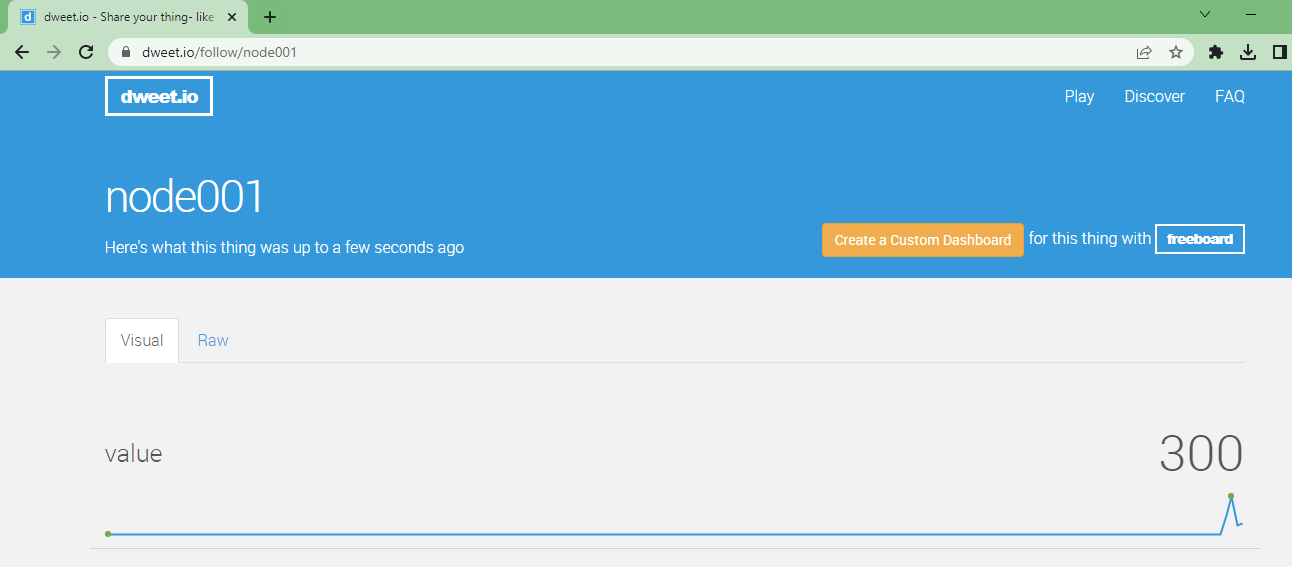 dweet.io - Share your thing- like
dweet.io/follow/node001
dweet.io
Play Discover FAQ
node001
Here's what this thing was up to a few seconds ago
Create a Custom Dashboard for this thing with freeboard
Visual Raw
value 300